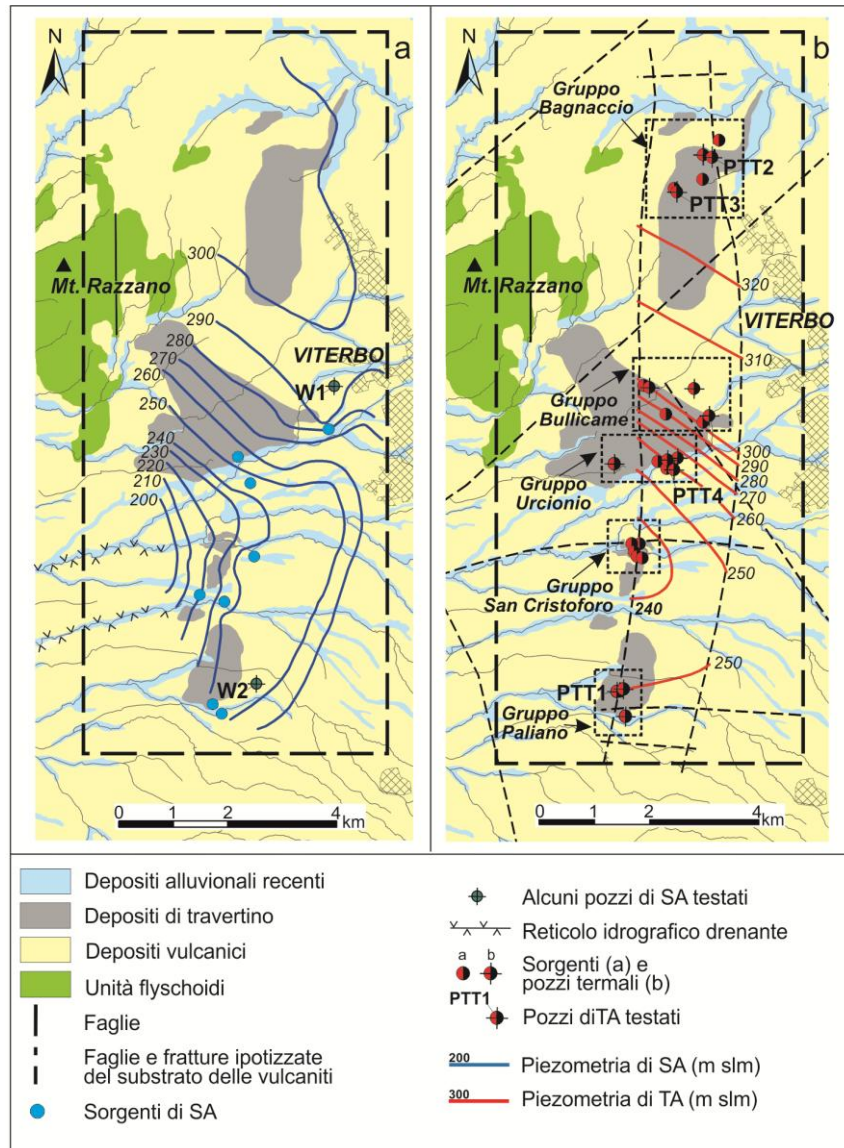 N
a
300
290
280
270
260
250
240
230
220
210
200
Mt. Razzano
VITERBO
W1
W2
0
2
4
km
N
b
Gruppo
Bagnaccio
PTT2
PTT3
320
VITERBO
310
Mt. Razzano
Gruppo
Bullicame
300
290
280
270
260
Gruppo
Urcionio
PTT4
250
Gruppo
San Cristoforo
240
250
PTT1
Gruppo
Paliano
0
1
2
4
km
Depositi alluvionali recenti
Depositi di travertino
Depositi vulcanici
Unità flyschoidi
Faglie
Faglie e fratture ipotizzate
del substrato delle vulcaniti
Sorgenti di SA
Alcuni pozzi di SA testati
Reticolo idrografico drenante
a b
Sorgenti (a) e
pozzi termali (b)
PTT1
Pozzi diTA testati
200
Piezometria di SA (m slm)
300
Piezometria di TA (m slm)